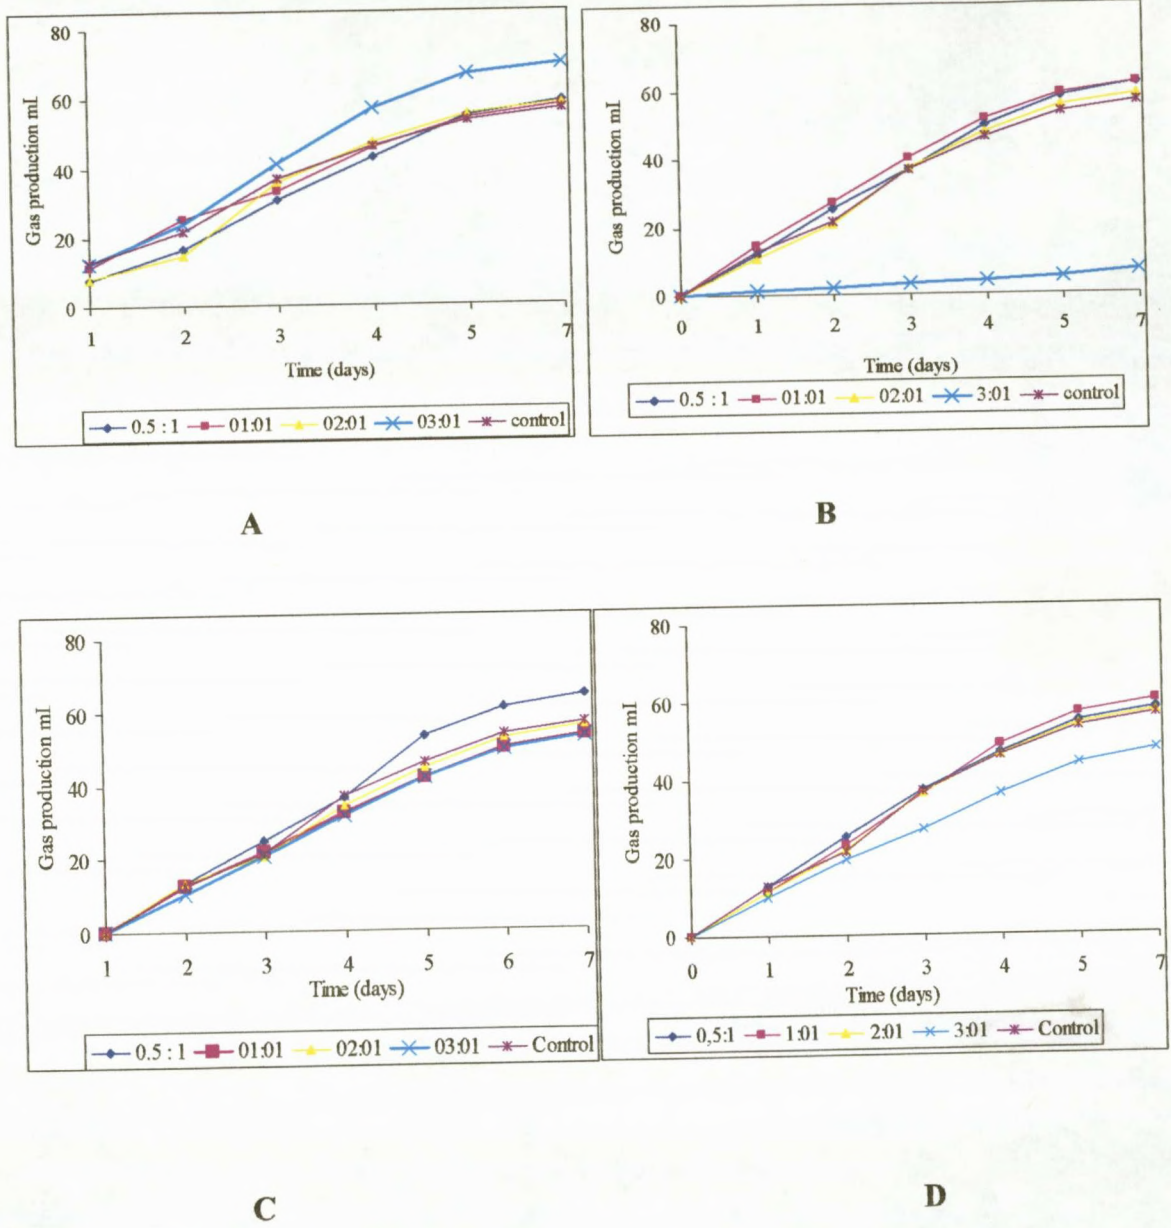 80
60
40
20
0
Gas production ml
1 2 3 4 5 7
Time (days)
0.5 : 1 01:01 02:01 03:01 control
A
80
60
40
20
0
Gas production ml
0 1 2 3 4 5 7
Time (days)
0.5 : 1 01:01 02:01 3:01 control
B
80
60
40
20
0
Gas production ml
1 2 3 4 5 6 7
Time (days)
0.5 : 1 01:01 02:01 03:01 Control
C
80
60
40
20
0
Gas production ml
0 1 2 3 4 5 7
Time (days)
0,5:1 1:01 2:01 3:01 Control
D